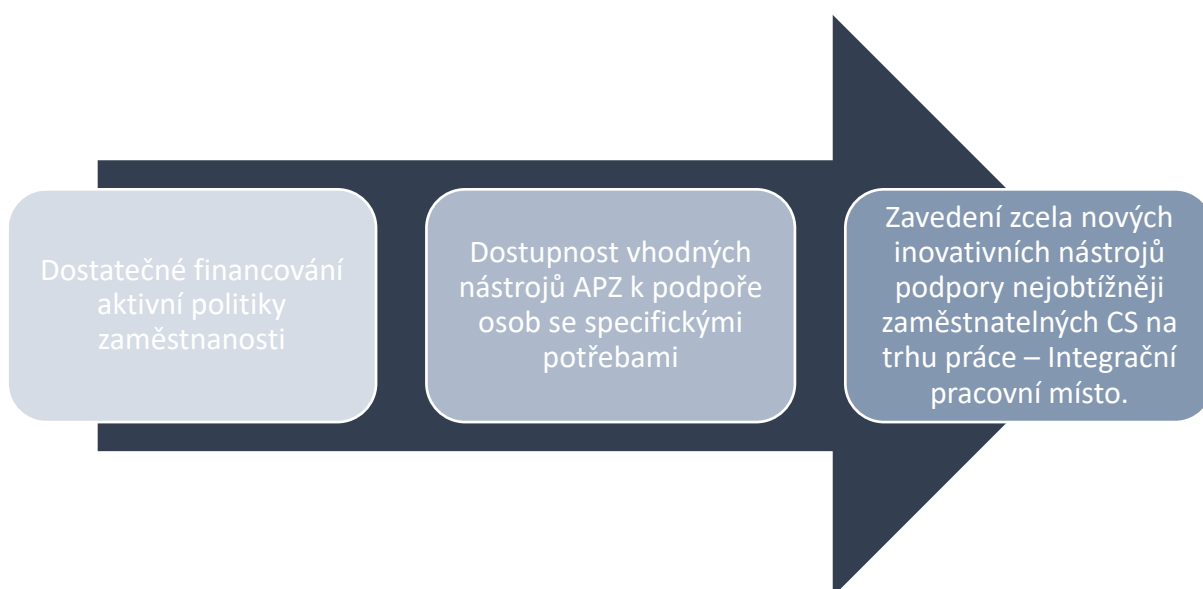 Dostatečné financování
aktivní politiky
zaměstnanosti
Dostupnost vhodných
nástrojů APZ k podpoře
osob se specifickými
potřebami
Zavedení zcela nových
inovativních nástrojů
podpory nejobtížněji
zaměstnatelných CS na
trhu práce – Integrační
pracovní místo.